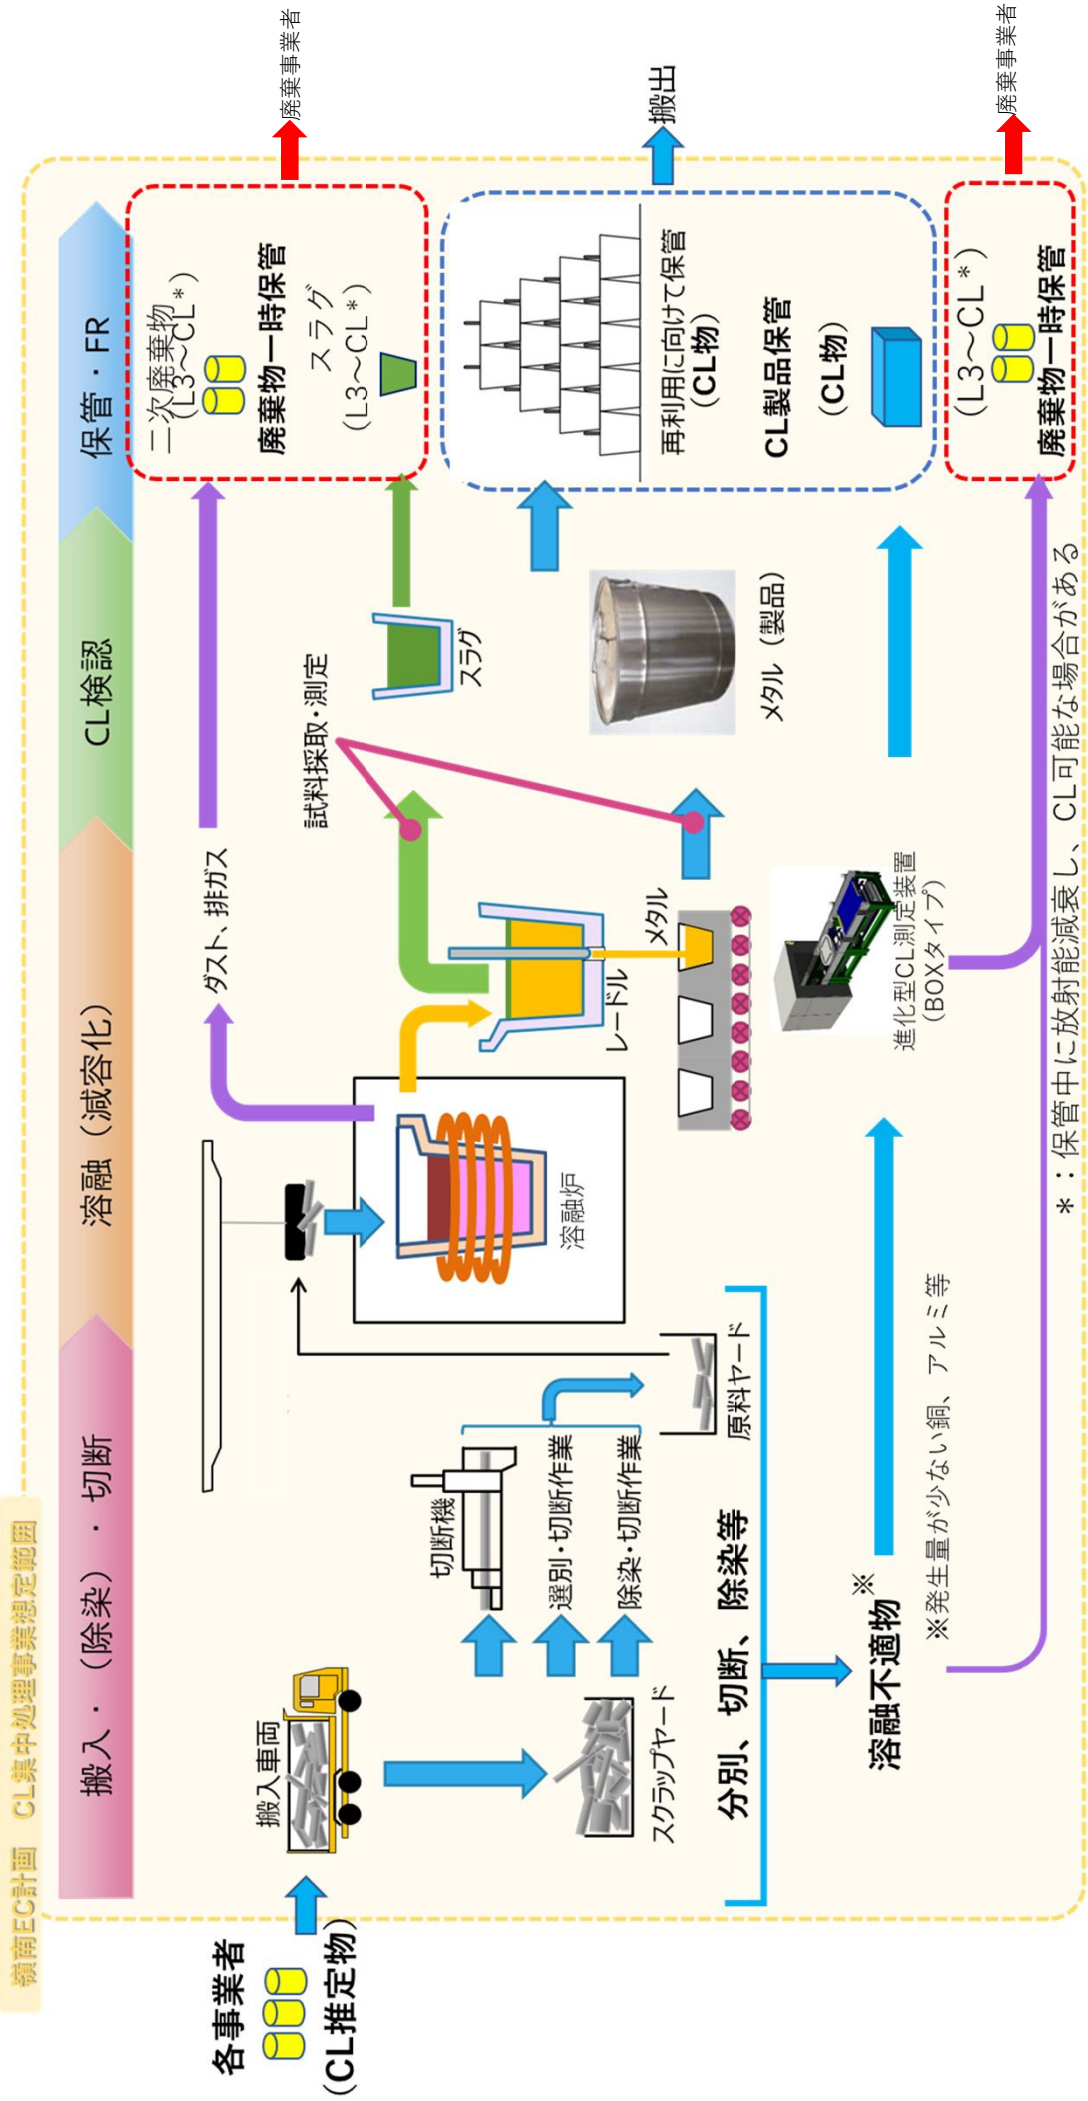 嶺南EC計画　CL集中処理事業想定範囲
搬入・（除染）・切断
溶融（減容化）
CL検認
保管・FR
各事業者
（CL推定物）
搬入車両
スクラップヤード
切断機
選別・切断作業
除染・切断作業
原料ヤード
分別、切断、除染等
溶融不適物※
※発生量が少ない銅、アルミ等
溶融炉
ダスト、排ガス
レードル
メタル
試料採取・測定
スラグ
メタル（製品）
進化型CL測定装置
（BOXタイプ）
二次廃棄物
（L3～CL*）
廃棄物一時保管
スラグ
（L3～CL*）
廃棄事業者
再利用に向けて保管
（CL物）
CL製品保管
（CL物）
搬出
（L3～CL*）
廃棄物一時保管
廃棄事業者
*：保管中に放射能減衰し、CL可能な場合がある